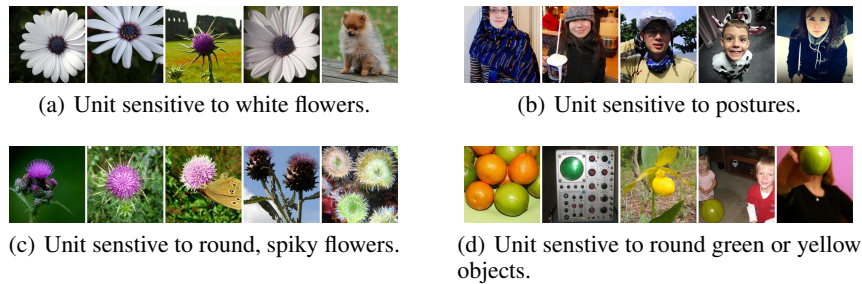 (a) Unit sensitive to white flowers.
(b) Unit sensitive to postures.
(c) Unit senstive to round, spiky flowers.
(d) Unit senstive to round green or yellow
objects.